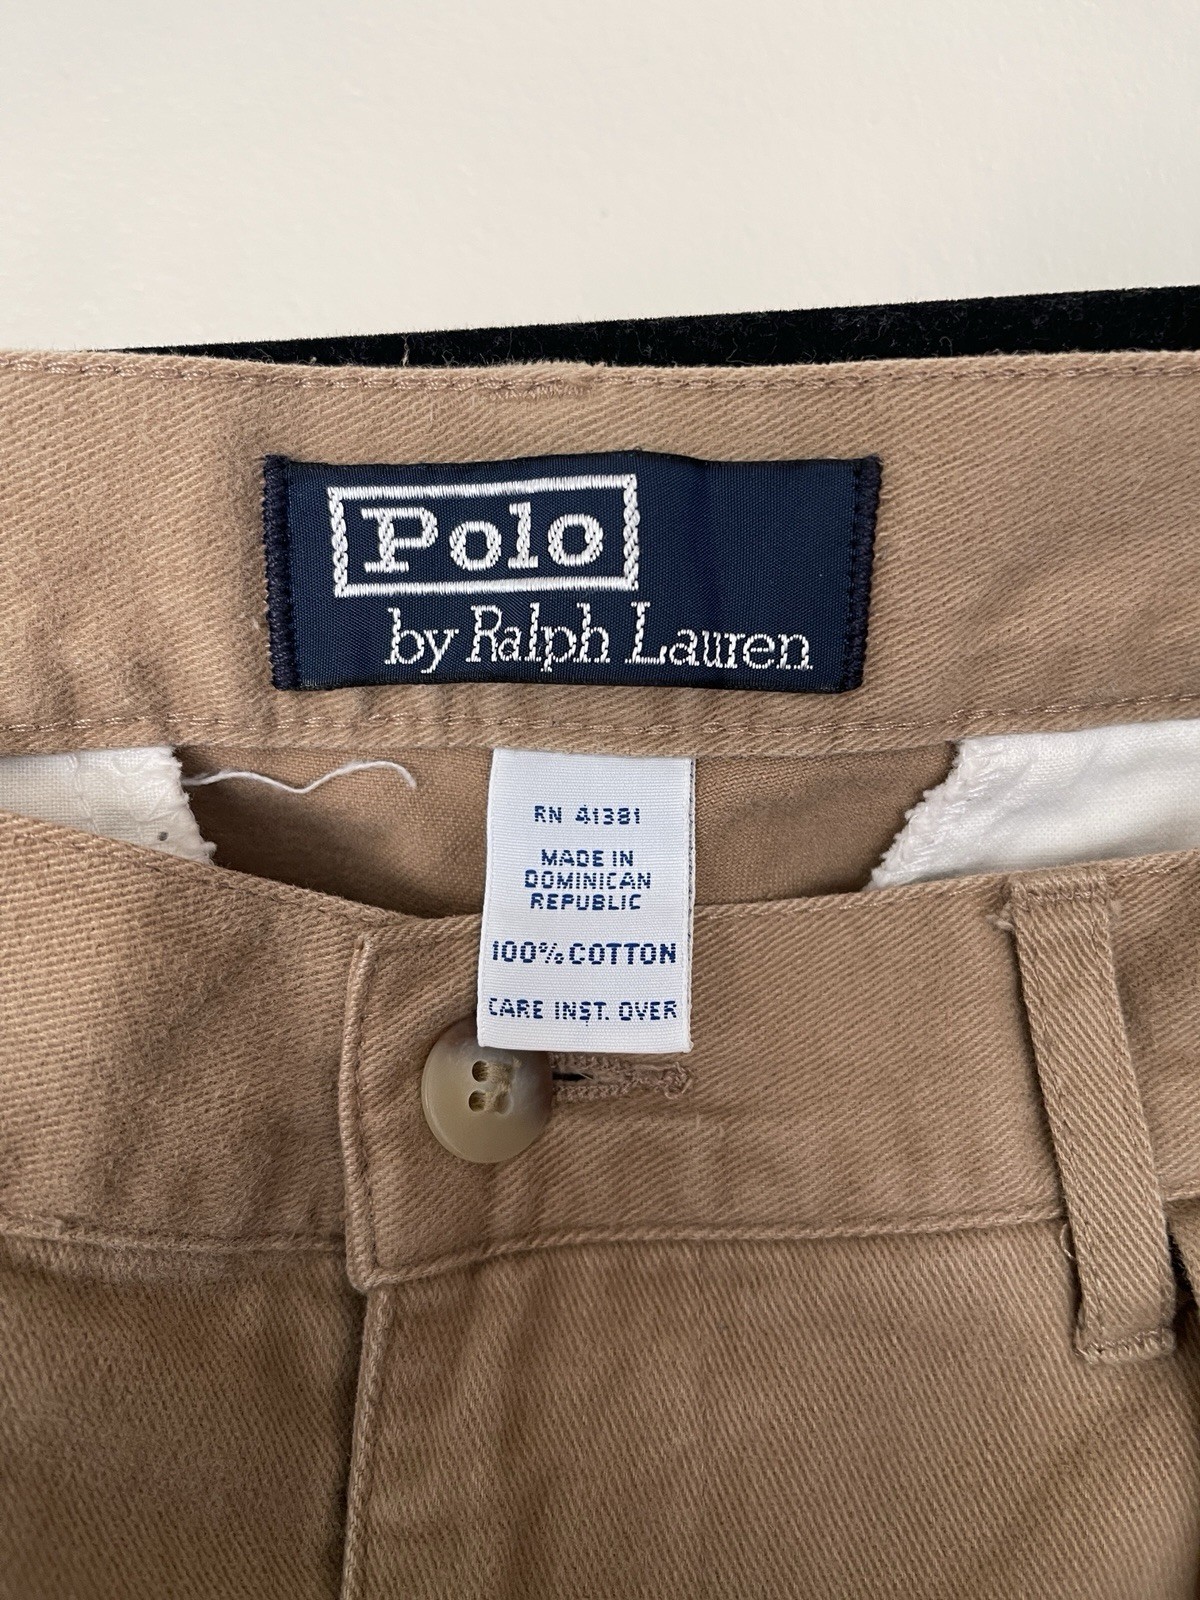 Polo
by Ralph Lauren
RN 41381
MADE IN
DOMINICAN
REPUBLIC
100% COTTON
CARE INST. OVER